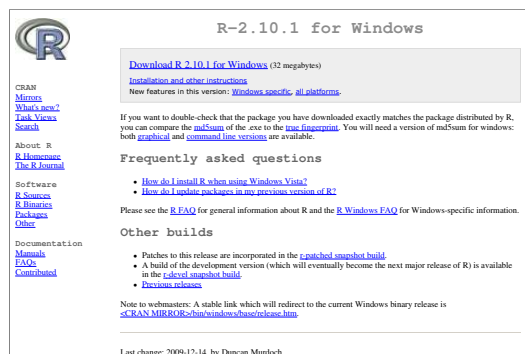 R
R-2.10.1 for Windows
Download R 2.10.1 for Windows (32 megabytes)
Installation and other instructions
New features in this version: Windows specific, all platforms.
If you want to double-check that the package you have downloaded exactly matches the package distributed by R,
you can compare the md5sum of the .exe to the true fingerprint. You will need a version of md5sum for windows:
both graphical and command line versions are available.
Frequently asked questions
• How do I install R when using Windows Vista?
• How do I update packages in my previous version of R?
Please see the R FAQ for general information about R and the R Windows FAQ for Windows-specific information.
Other builds
• Patches to this release are incorporated in the r-patched snapshot build.
• A build of the development version (which will eventually become the next major release of R) is available
in the r-devel snapshot build.
• Previous releases
Note to webmasters: A stable link which will redirect to the current Windows binary release is
<CRAN MIRROR>/bin/windows/base/release.htm.
Last change: 2009-12-14, by Duncan Murdoch
CRAN
Mirrors
What's new?
Task Views
Search
About R
R Homepage
The R Journal
Software
R Sources
R Binaries
Packages
Other
Documentation
Manuals
FAQs
Contributed